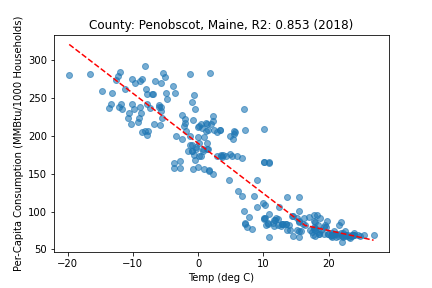 County: Penobscot, Maine, R2: 0.853 (2018)
Per-Capita Consumption (MMBtu/1000 Households)
300
250
200
150
100
50
−20 −10 0 10 20
Temp (deg C)